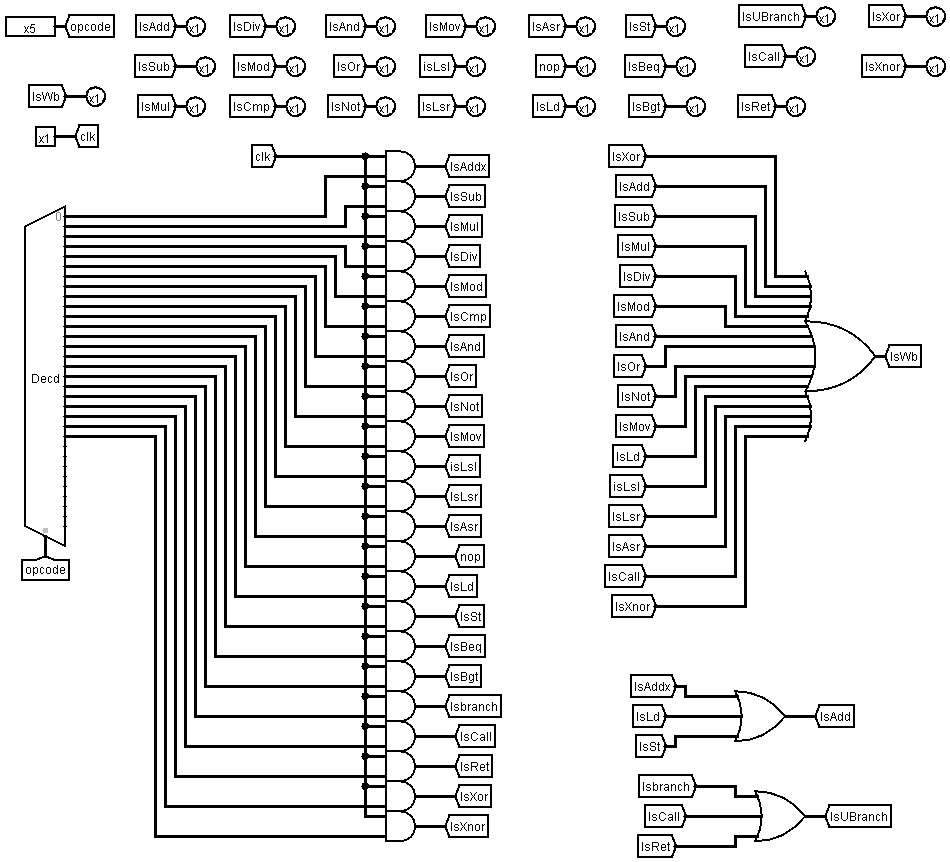 x5 opcode IsAdd x1 IsDiv x1 IsAnd x1 IsMov x1 IsAsr x1 IsSt x1 IsUBranch x1 IsXor x1
IsSub x1 IsMod x1 IsOr x1 isLsl x1 nop x1 IsBeq x1 IsCall x1 IsXnor x1
IsWb x1 IsMul x1 IsCmp x1 IsNot x1 IsLsr x1 IsLd x1 IsBgt x1 IsRet x1
x1 clk
clk
IsAddx
IsSub
IsMul
IsDiv
IsMod
IsCmp
IsAnd
IsOr
IsNot
IsMov
isLsl
IsLsr
IsAsr
nop
IsLd
IsSt
IsBeq
IsBgt
Isbranch
IsCall
IsRet
IsXor
IsXnor
0
Decd
opcode
IsXor
IsAdd
IsSub
IsMul
IsDiv
IsMod
IsAnd
IsOr
IsNot
IsMov
IsLd
isLsl
IsLsr
IsAsr
IsCall
IsXnor
IsWb
IsAddx
IsLd
IsSt
IsAdd
Isbranch
IsCall
IsRet
IsUBranch